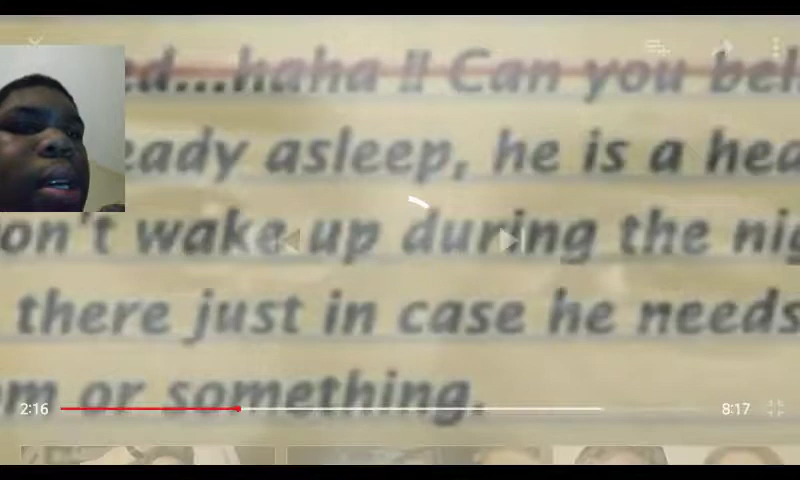 ed...haha !! Can you bel
eady asleep, he is a hea
on't wake up during the nig
there just in case he needs
om or something.
2:16
8:17